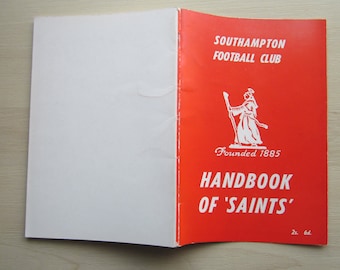 SOUTHAMPTON
FOOTBALL CLUB
Founded 1885
HANDBOOK
OF 'SAINTS'
2s. 6d.